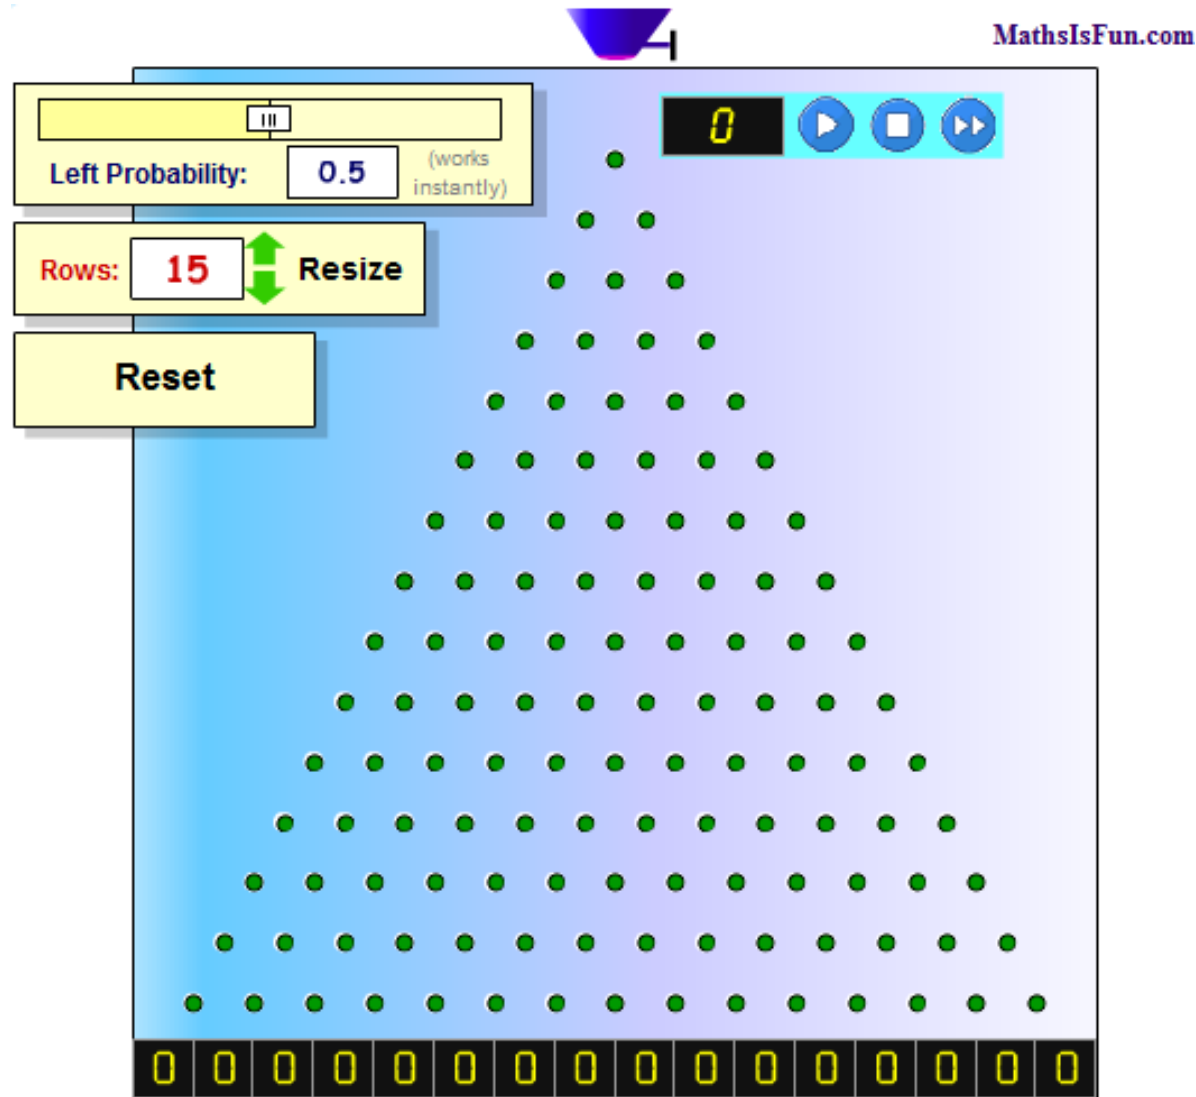 MathsIsFun.com
0
Left Probability: 0.5 (works instantly)
Rows: 15 Resize
Reset
0 0 0 0 0 0 0 0 0 0 0 0 0 0 0 0